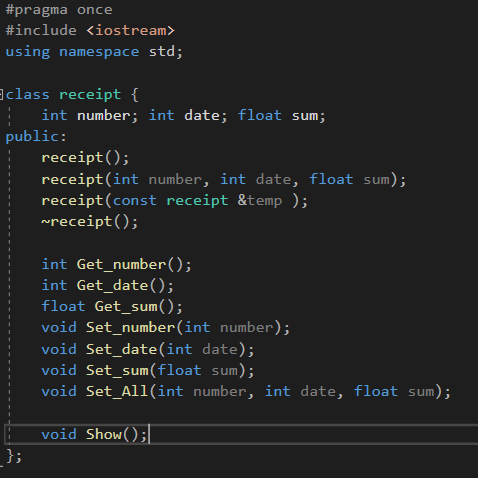 #pragma once
#include <iostream>
using namespace std;
class receipt {
int number; int date; float sum;
public:
receipt();
receipt(int number, int date, float sum);
receipt(const receipt &temp );
~receipt();
int Get_number();
int Get_date();
float Get_sum();
void Set_number(int number);
void Set_date(int date);
void Set_sum(float sum);
void Set_All(int number, int date, float sum);
void Show();
};